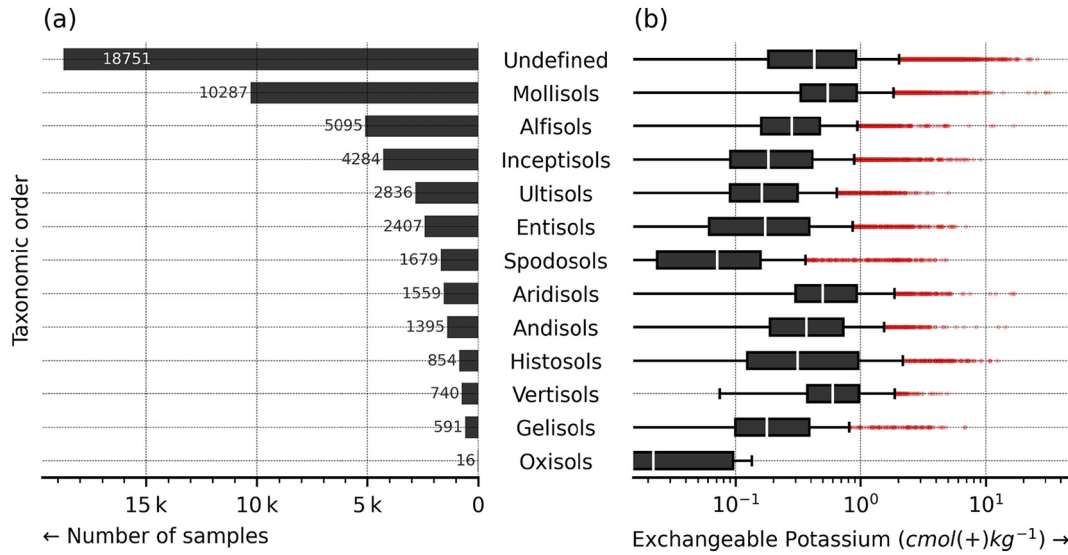 (a)
(b)
18751 Undefined
10287 Mollisols
5095 Alfisols
4284 Inceptisols
2836 Ultisols
2407 Entisols
1679 Spodosols
1559 Aridisols
1395 Andisols
854 Histosols
740 Vertisols
591 Gelisols
16 Oxisols
Taxonomic order
15 k 10 k 5 k 0
← Number of samples
10⁻¹ 10⁰ 10¹
Exchangeable Potassium (cmol(+)kg⁻¹) →